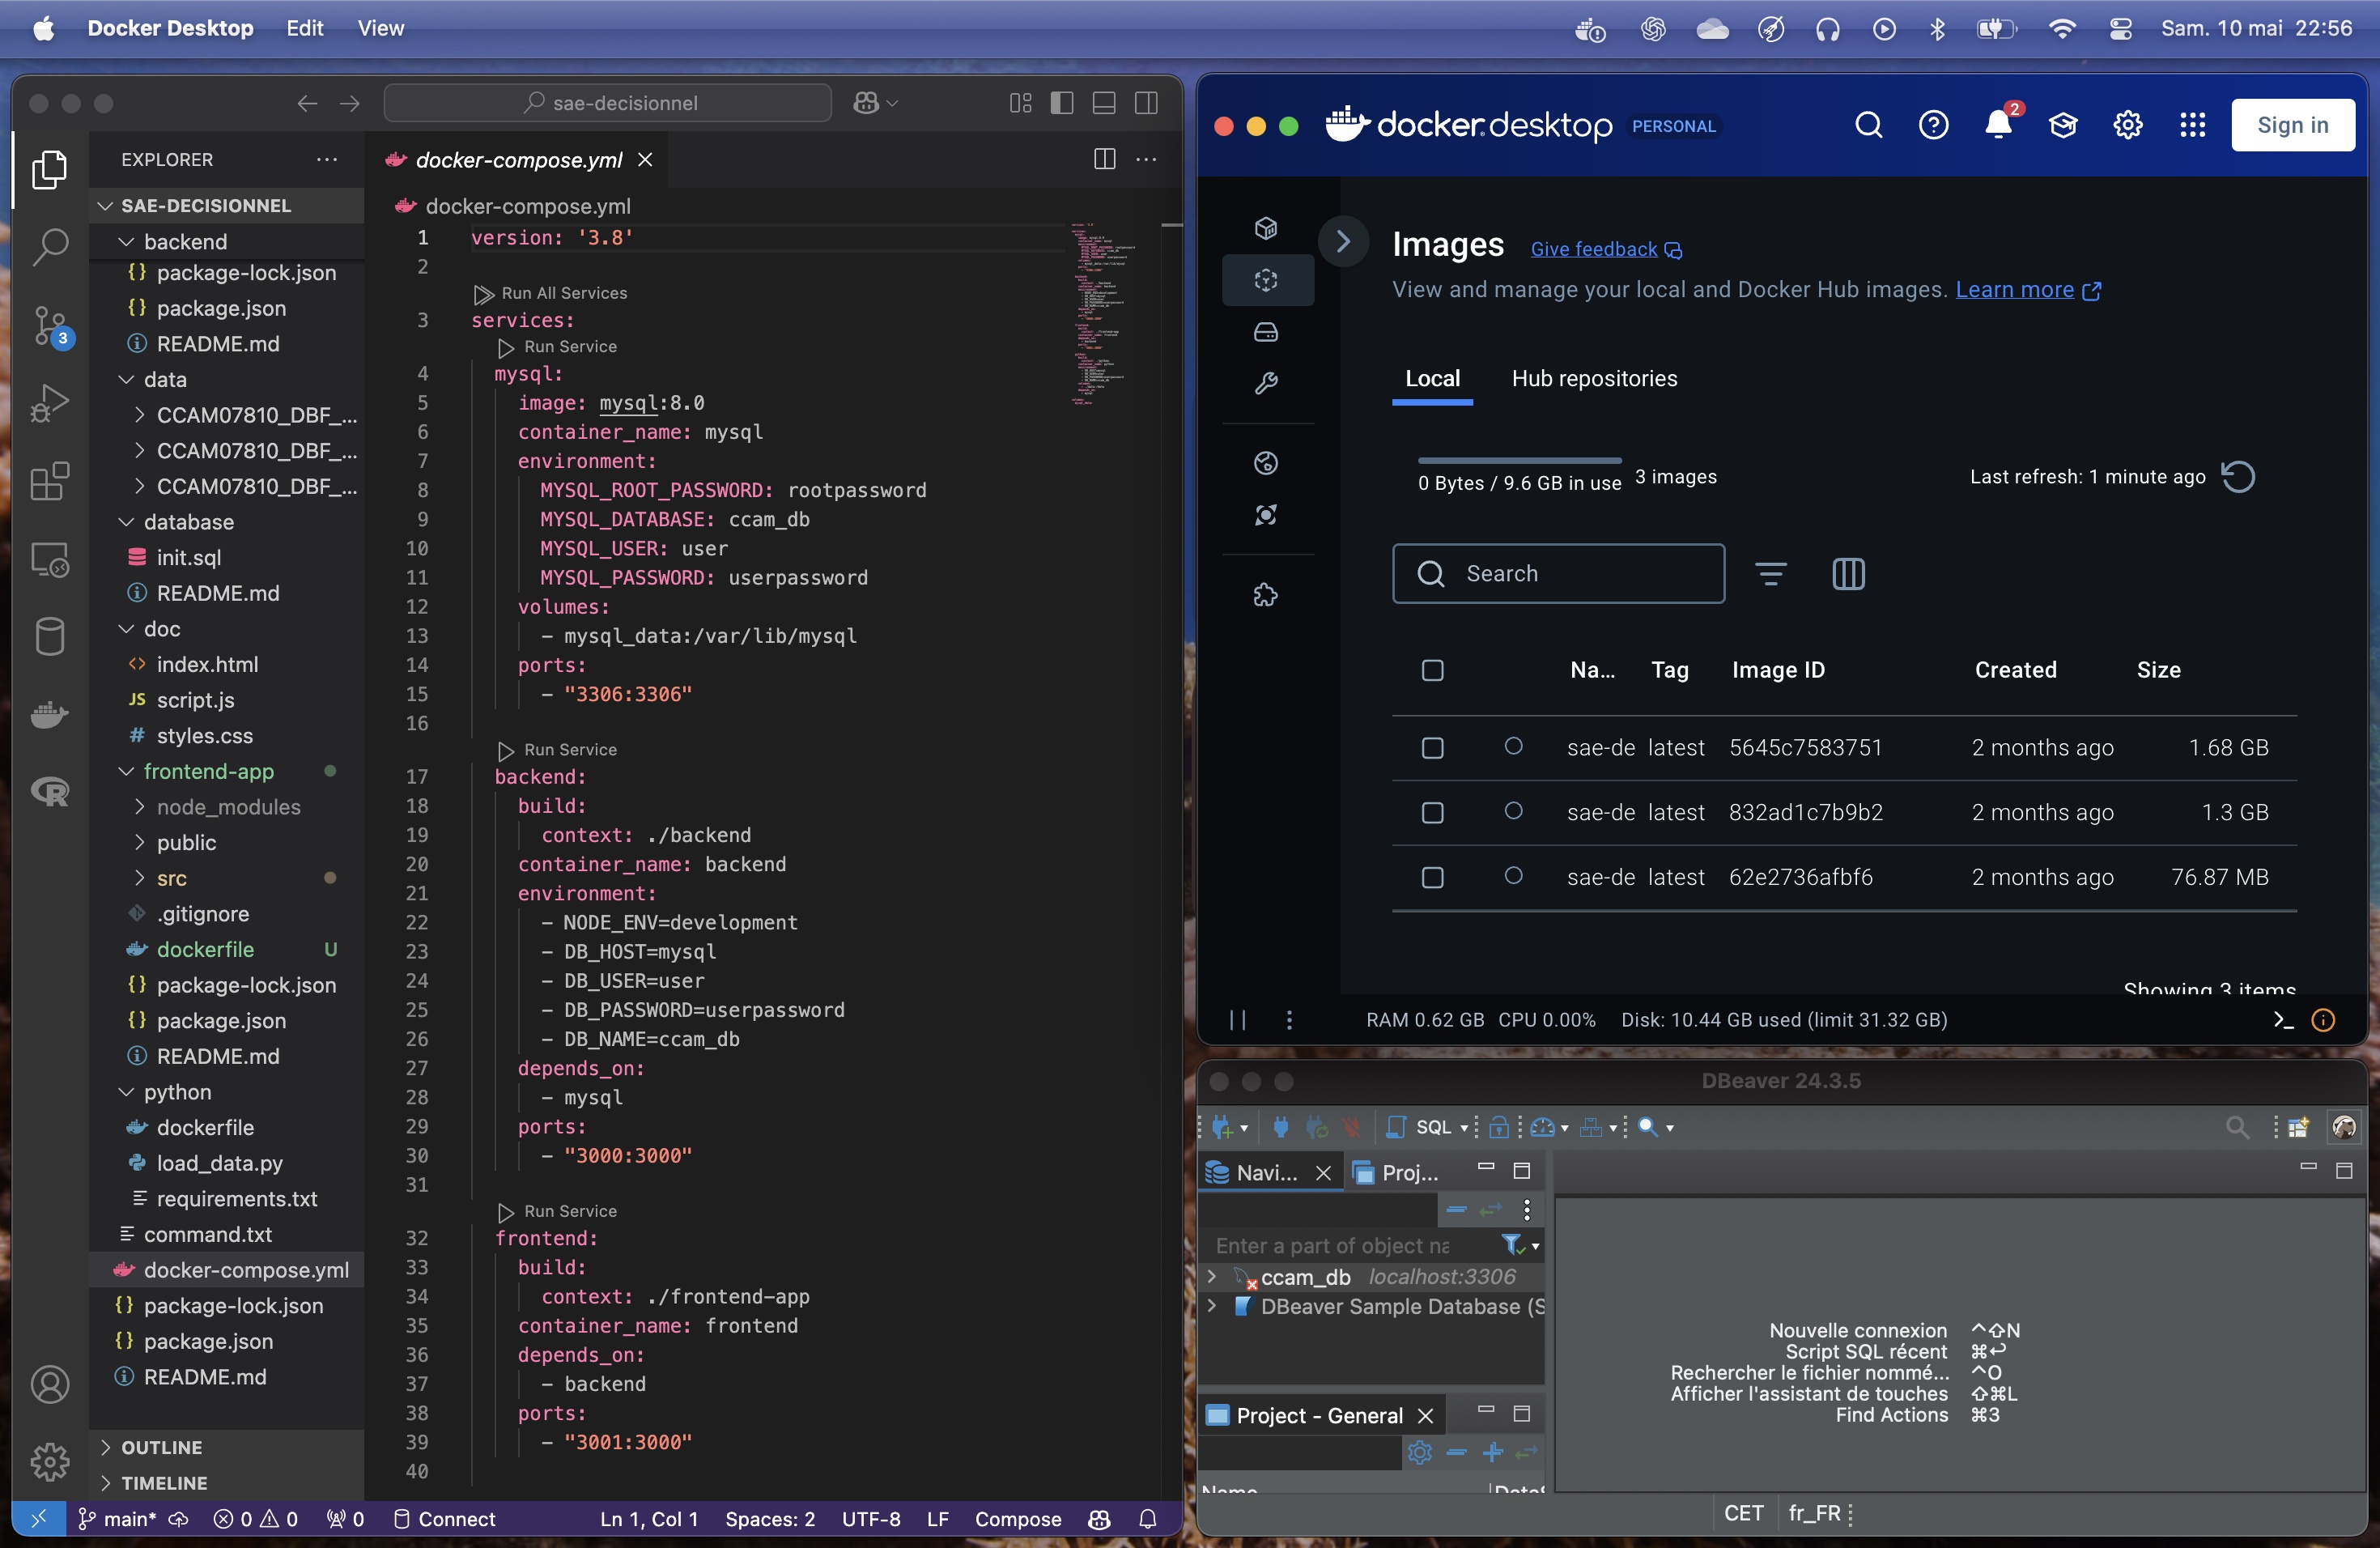 Docker Desktop Edit View
Sam. 10 mai 22:56
sae-decisionnel
EXPLORER
SAE-DECISIONNEL
backend
package-lock.json
package.json
README.md
data
CCAM07810_DBF_...
CCAM07810_DBF_...
CCAM07810_DBF_...
database
init.sql
README.md
doc
index.html
JS script.js
# styles.css
frontend-app
node_modules
public
src
.gitignore
dockerfile U
package-lock.json
package.json
README.md
python
dockerfile
load_data.py
requirements.txt
command.txt
docker-compose.yml
package-lock.json
package.json
README.md
OUTLINE
TIMELINE
3
docker-compose.yml
docker-compose.yml
1 version: '3.8'
2
Run All Services
3 services:
Run Service
4 mysql:
5 image: mysql:8.0
6 container_name: mysql
7 environment:
8 MYSQL_ROOT_PASSWORD: rootpassword
9 MYSQL_DATABASE: ccam_db
10 MYSQL_USER: user
11 MYSQL_PASSWORD: userpassword
12 volumes:
13 - mysql_data:/var/lib/mysql
14 ports:
15 - "3306:3306"
16
Run Service
17 backend:
18 build:
19 context: ./backend
20 container_name: backend
21 environment:
22 - NODE_ENV=development
23 - DB_HOST=mysql
24 - DB_USER=user
25 - DB_PASSWORD=userpassword
26 - DB_NAME=ccam_db
27 depends_on:
28 - mysql
29 ports:
30 - "3000:3000"
31
Run Service
32 frontend:
33 build:
34 context: ./frontend-app
35 container_name: frontend
36 depends_on:
37 - backend
38 ports:
39 - "3001:3000"
40
main* 0 0 0 Connect Ln 1, Col 1 Spaces: 2 UTF-8 LF Compose
docker desktop PERSONAL 2 Sign in
Images Give feedback
View and manage your local and Docker Hub images. Learn more
Local Hub repositories
0 Bytes / 9.6 GB in use 3 images Last refresh: 1 minute ago
Search
Na... Tag Image ID Created Size
sae-de latest 5645c7583751 2 months ago 1.68 GB
sae-de latest 832ad1c7b9b2 2 months ago 1.3 GB
sae-de latest 62e2736afbf6 2 months ago 76.87 MB
Showing 3 items
RAM 0.62 GB CPU 0.00% Disk: 10.44 GB used (limit 31.32 GB)
DBeaver 24.3.5
SQL
Navi... Proj...
Enter a part of object na
ccam_db localhost:3306
DBeaver Sample Database (S
Project - General
Name Data
Nouvelle connexion ^⇧N
Script SQL récent ⌘↩
Rechercher le fichier nommé... ^O
Afficher l'assistant de touches ⇧⌘L
Find Actions ⌘3
CET fr_FR